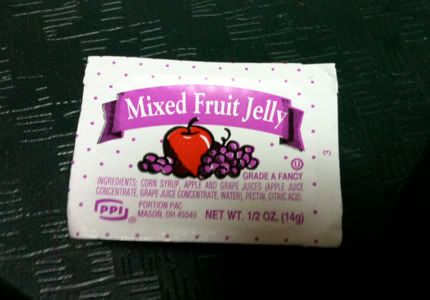 Mixed Fruit Jelly
U
3
GRADE A FANCY
INGREDIENTS: CORN SYRUP, APPLE AND GRAPE JUICES (APPLE JUICE
CONCENTRATE, GRAPE JUICE CONCENTRATE, WATER), PECTIN, CITRIC ACID.
PPI ®
PORTION PAC
MASON, OH 45040
NET WT. 1/2 OZ. (14g)